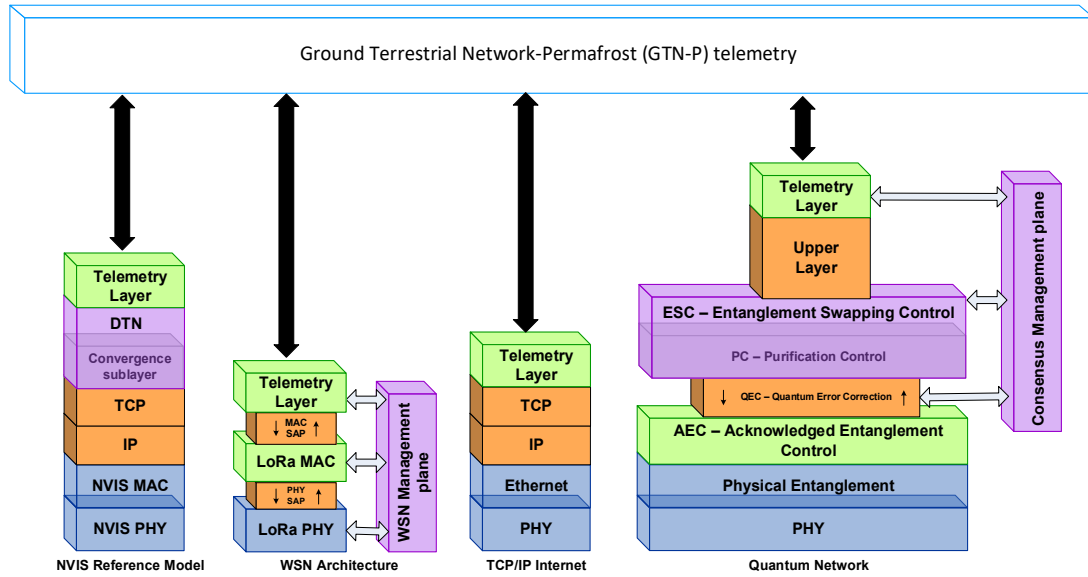 Ground Terrestrial Network-Permafrost (GTN-P) telemetry
Telemetry
Layer
DTN
Convergence
sublayer
TCP
IP
NVIS MAC
NVIS PHY
NVIS Reference Model
Telemetry
Layer
↓ MAC ↑
SAP
LoRa MAC
↓ PHY ↑
SAP
LoRa PHY
WSN Management
plane
WSN Architecture
Telemetry
Layer
TCP
IP
Ethernet
PHY
TCP/IP Internet
Telemetry
Layer
Upper
Layer
ESC – Entanglement Swapping Control
PC – Purification Control
↓ QEC – Quantum Error Correction ↑
AEC – Acknowledged Entanglement
Control
Physical Entanglement
PHY
Consensus Management plane
Quantum Network